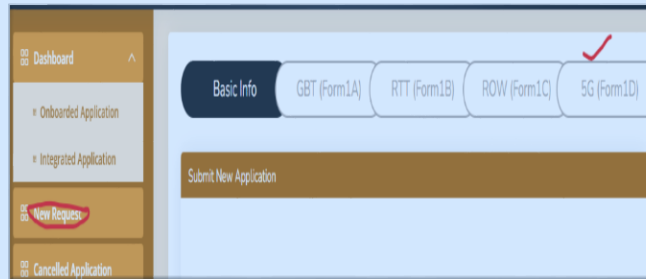 Dashboard
Onboarded Application
Integrated Application
New Request
Cancelled Application
Basic Info
GBT (Form1A)
RTT (Form1B)
ROW (Form1C)
5G (Form1D)
Submit New Application